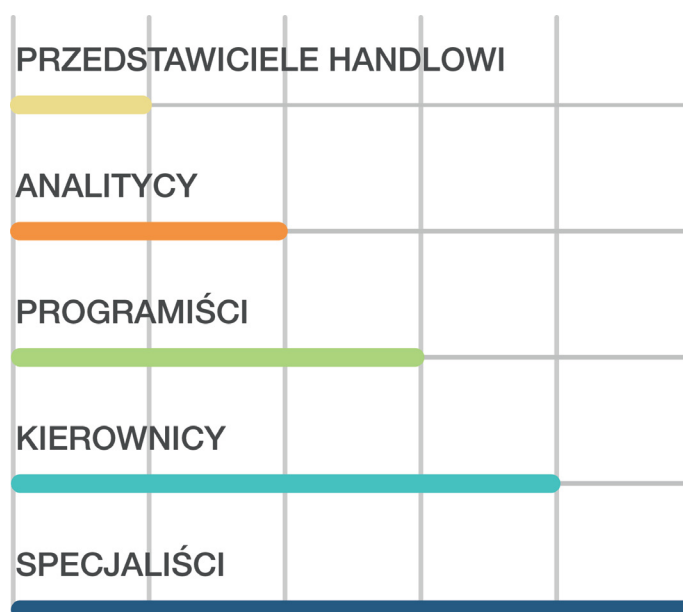 PRZEDSTAWICIELE HANDLOWI
ANALITYCY
PROGRAMIŚCI
KIEROWNICY
SPECJALIŚCI